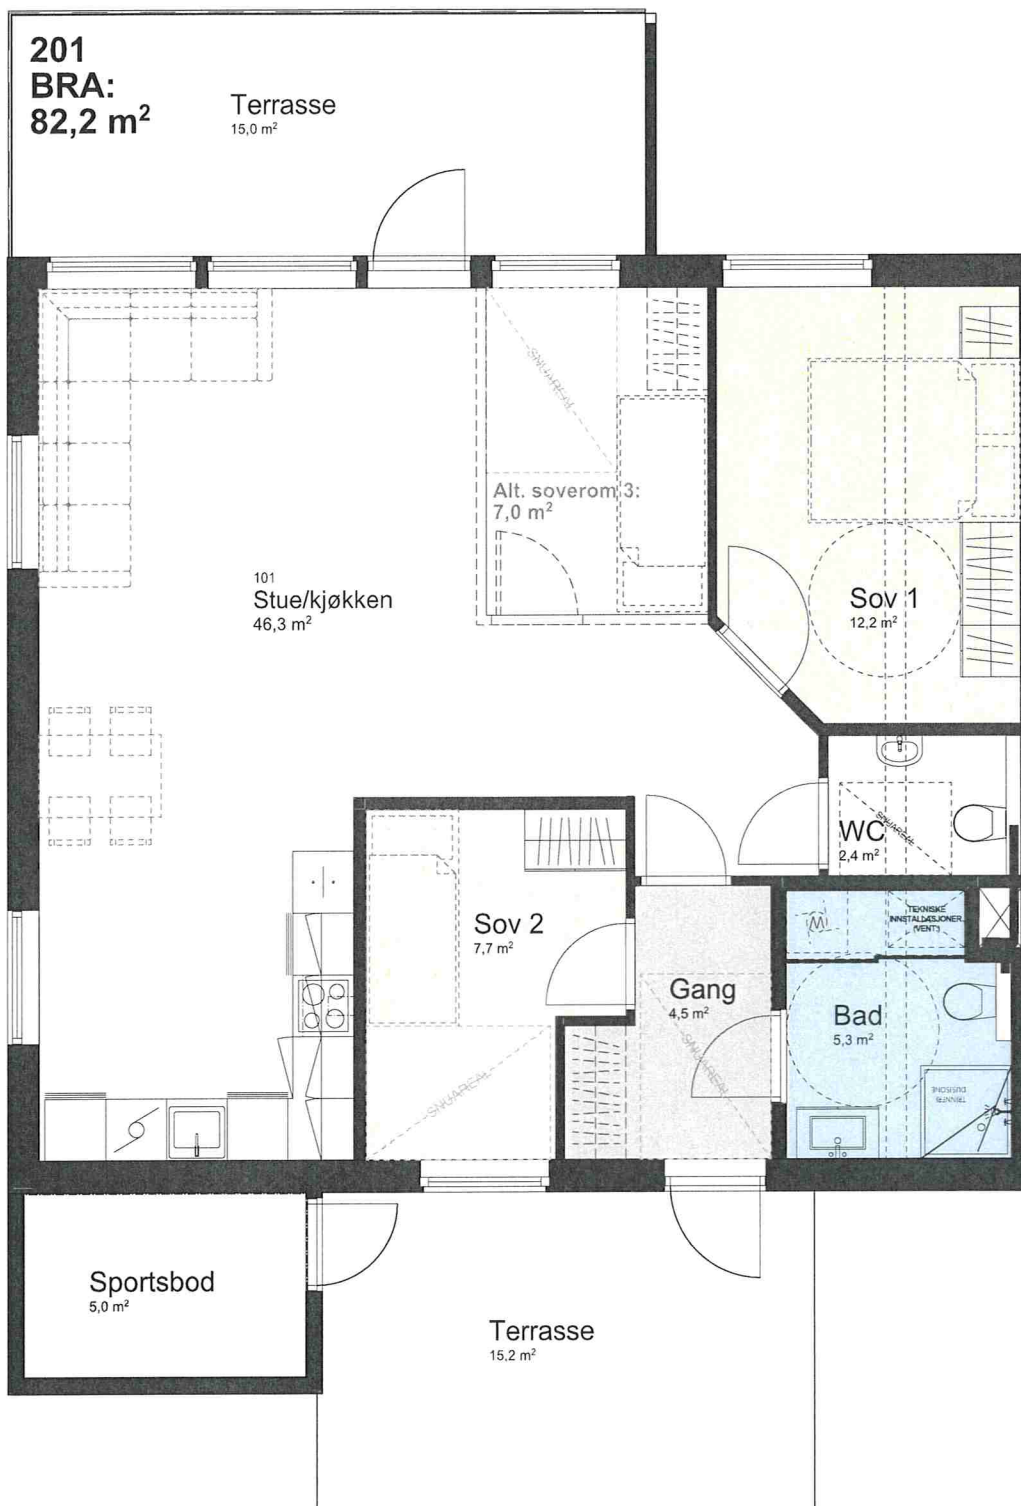 201
BRA:
82,2 m²
Terrasse
15,0 m²
SNUAREAL
Alt. soverom 3:
7,0 m²
101
Stue/kjøkken
46,3 m²
Sov 1
12,2 m²
WC
2,4 m²
SNUAREAL
Sov 2
7,7 m²
SNUAREAL
Gang
4,5 m²
SNUAREAL
TEKNISKE
INNSTALLASJONER
(VENT.)
VM
Bad
5,3 m²
TRINNFRI
DUSJSONE
Sportsbod
5,0 m²
Terrasse
15,2 m²